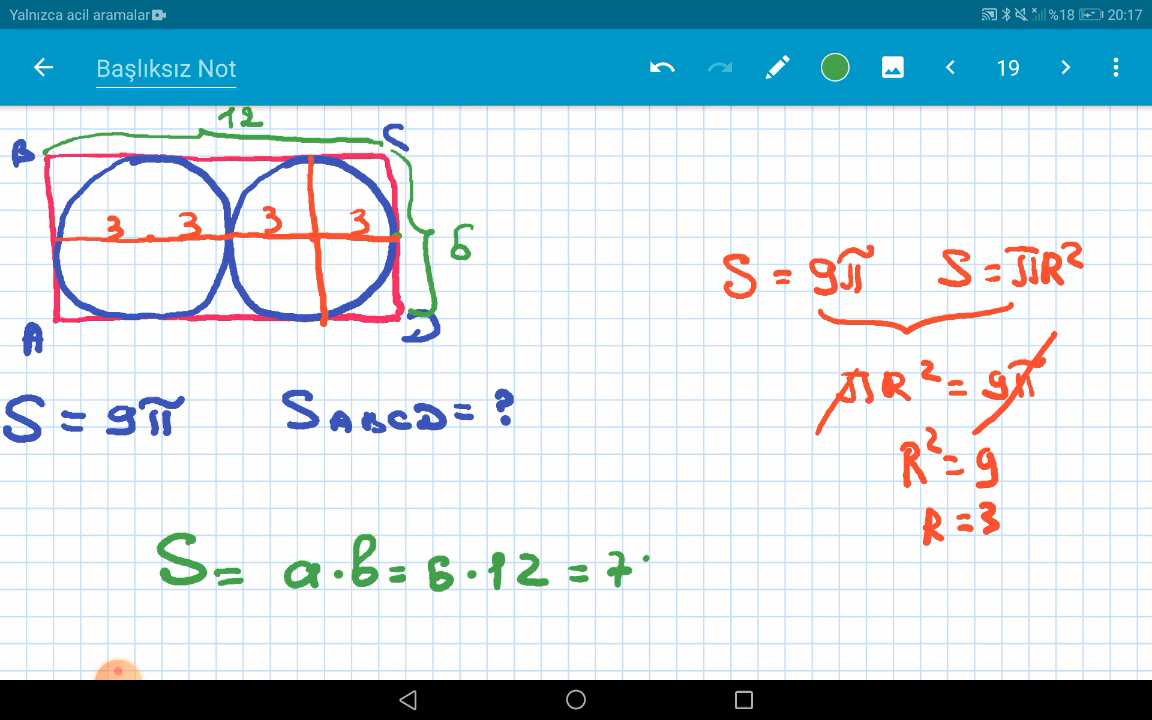 Yalnızca acil aramalar %18 20:17
Başlıksız Not 19
12
B C
3 3 3 3 6
A D
S = 9π S = πR²
πR² = 9π
R² = 9
R = 3
S = 9π S ABCD = ?
S = a · b = 6 · 12 = 7